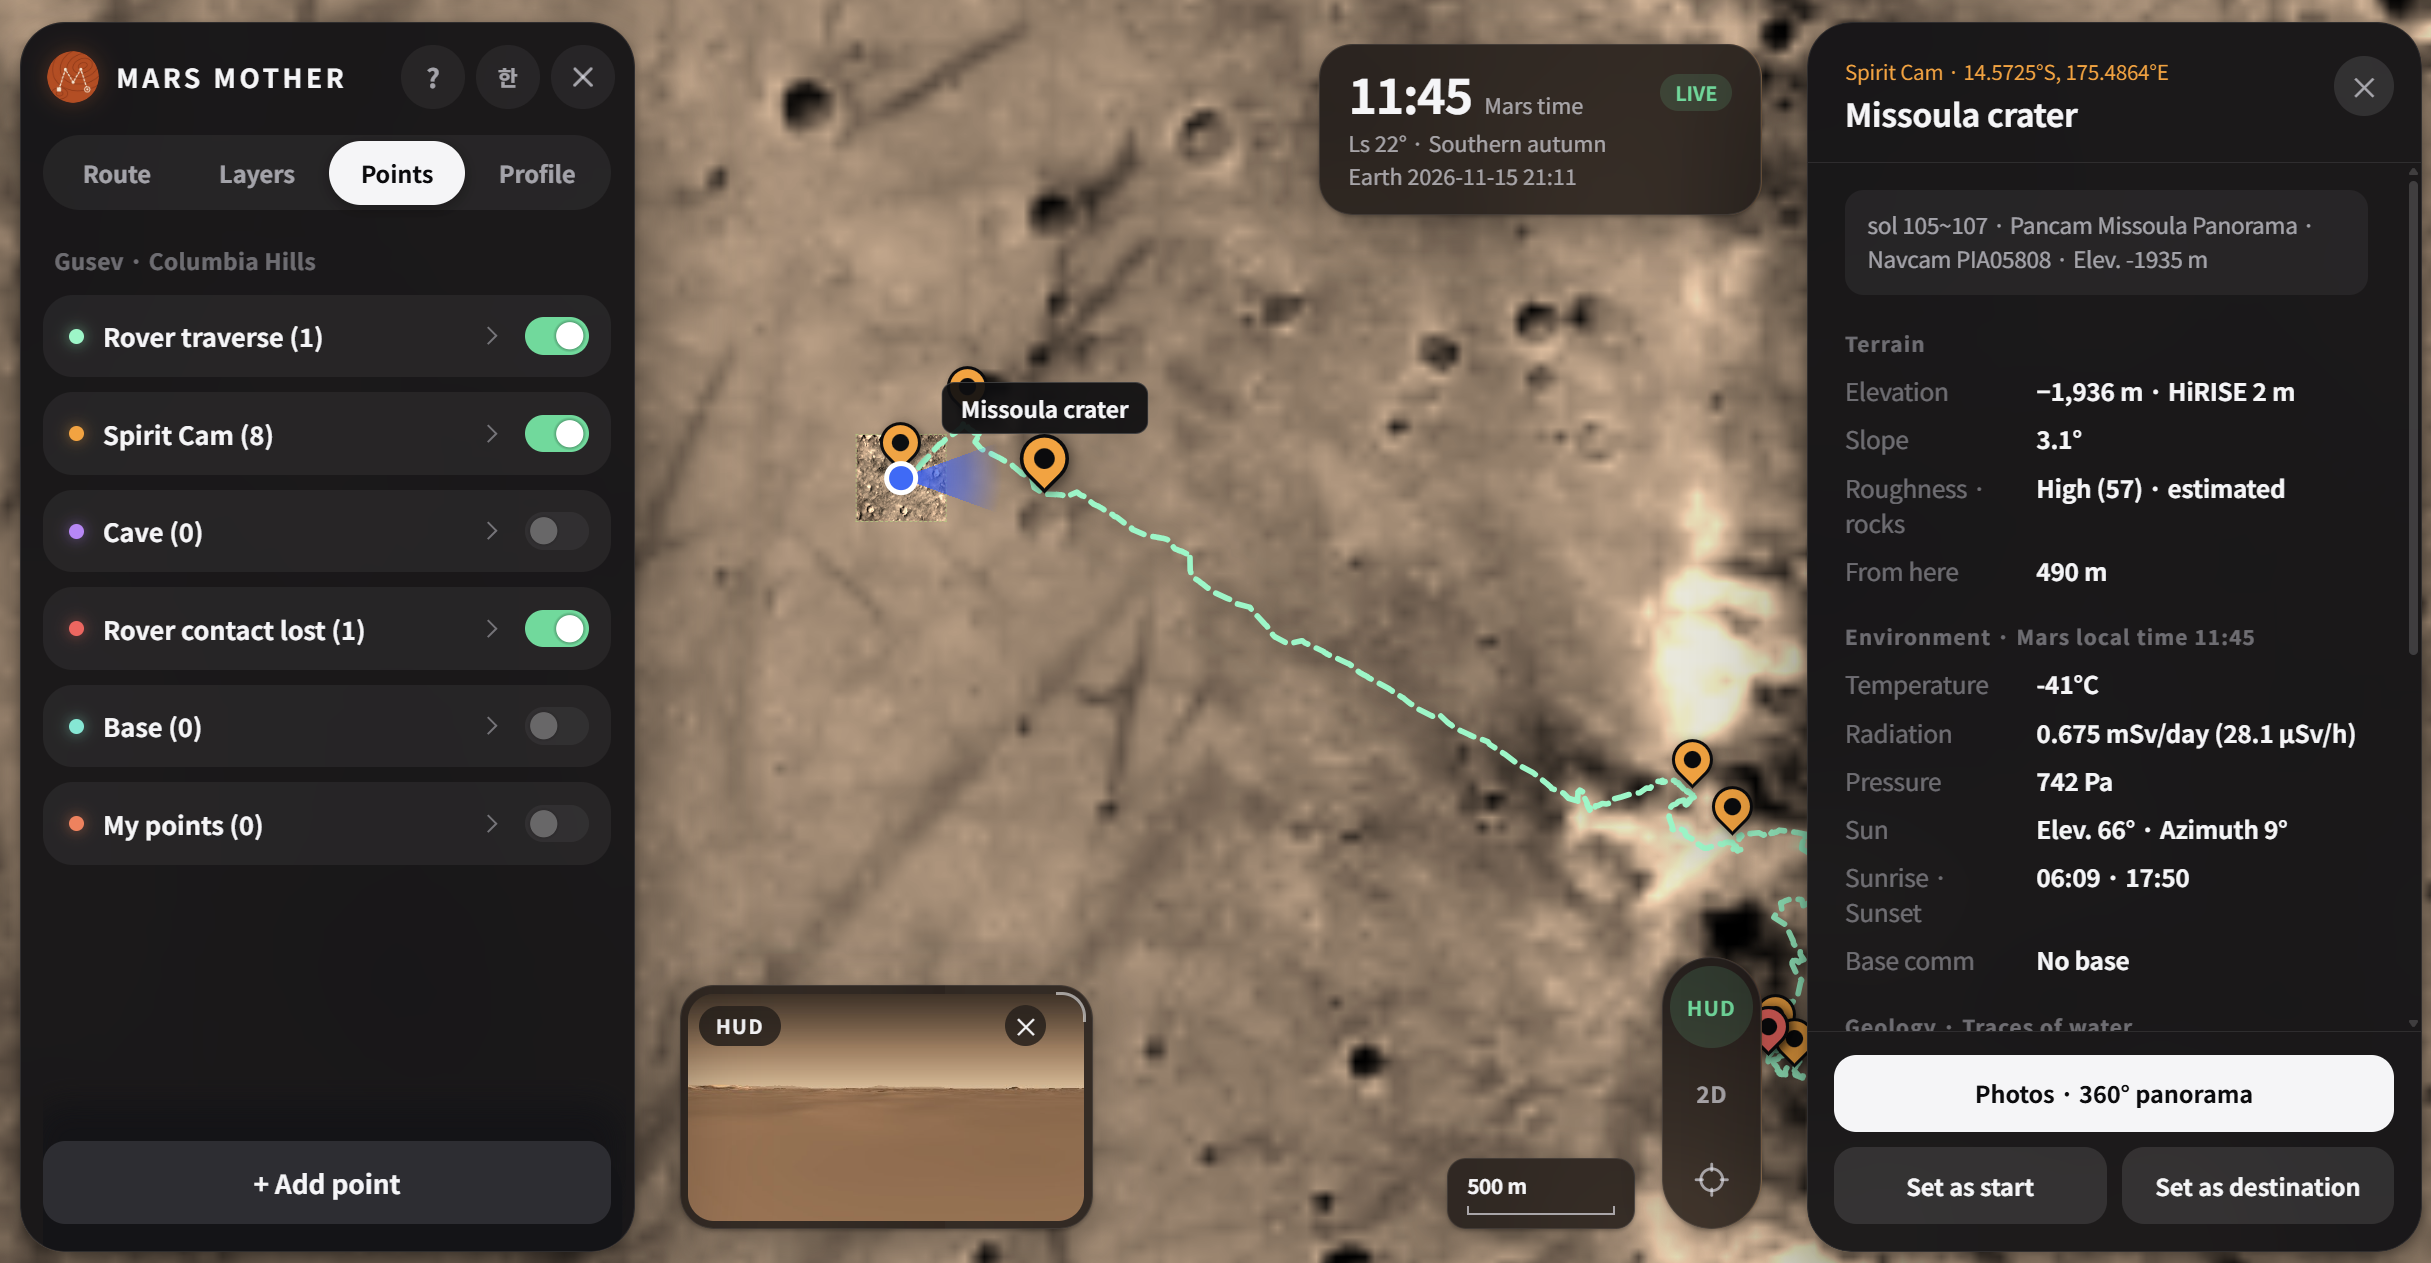 MARS MOTHER
?
한
Route
Layers
Points
Profile
Gusev · Columbia Hills
Rover traverse (1)
Spirit Cam (8)
Cave (0)
Rover contact lost (1)
Base (0)
My points (0)
+ Add point
Missoula crater
11:45 Mars time
LIVE
Ls 22° · Southern autumn
Earth 2026-11-15 21:11
HUD
HUD
2D
500 m
Spirit Cam · 14.5725°S, 175.4864°E
Missoula crater
sol 105~107 · Pancam Missoula Panorama ·
Navcam PIA05808 · Elev. -1935 m
Terrain
Elevation −1,936 m · HiRISE 2 m
Slope 3.1°
Roughness · High (57) · estimated
rocks
From here 490 m
Environment · Mars local time 11:45
Temperature -41°C
Radiation 0.675 mSv/day (28.1 µSv/h)
Pressure 742 Pa
Sun Elev. 66° · Azimuth 9°
Sunrise · 06:09 · 17:50
Sunset
Base comm No base
Geology · Traces of water
Photos · 360° panorama
Set as start
Set as destination